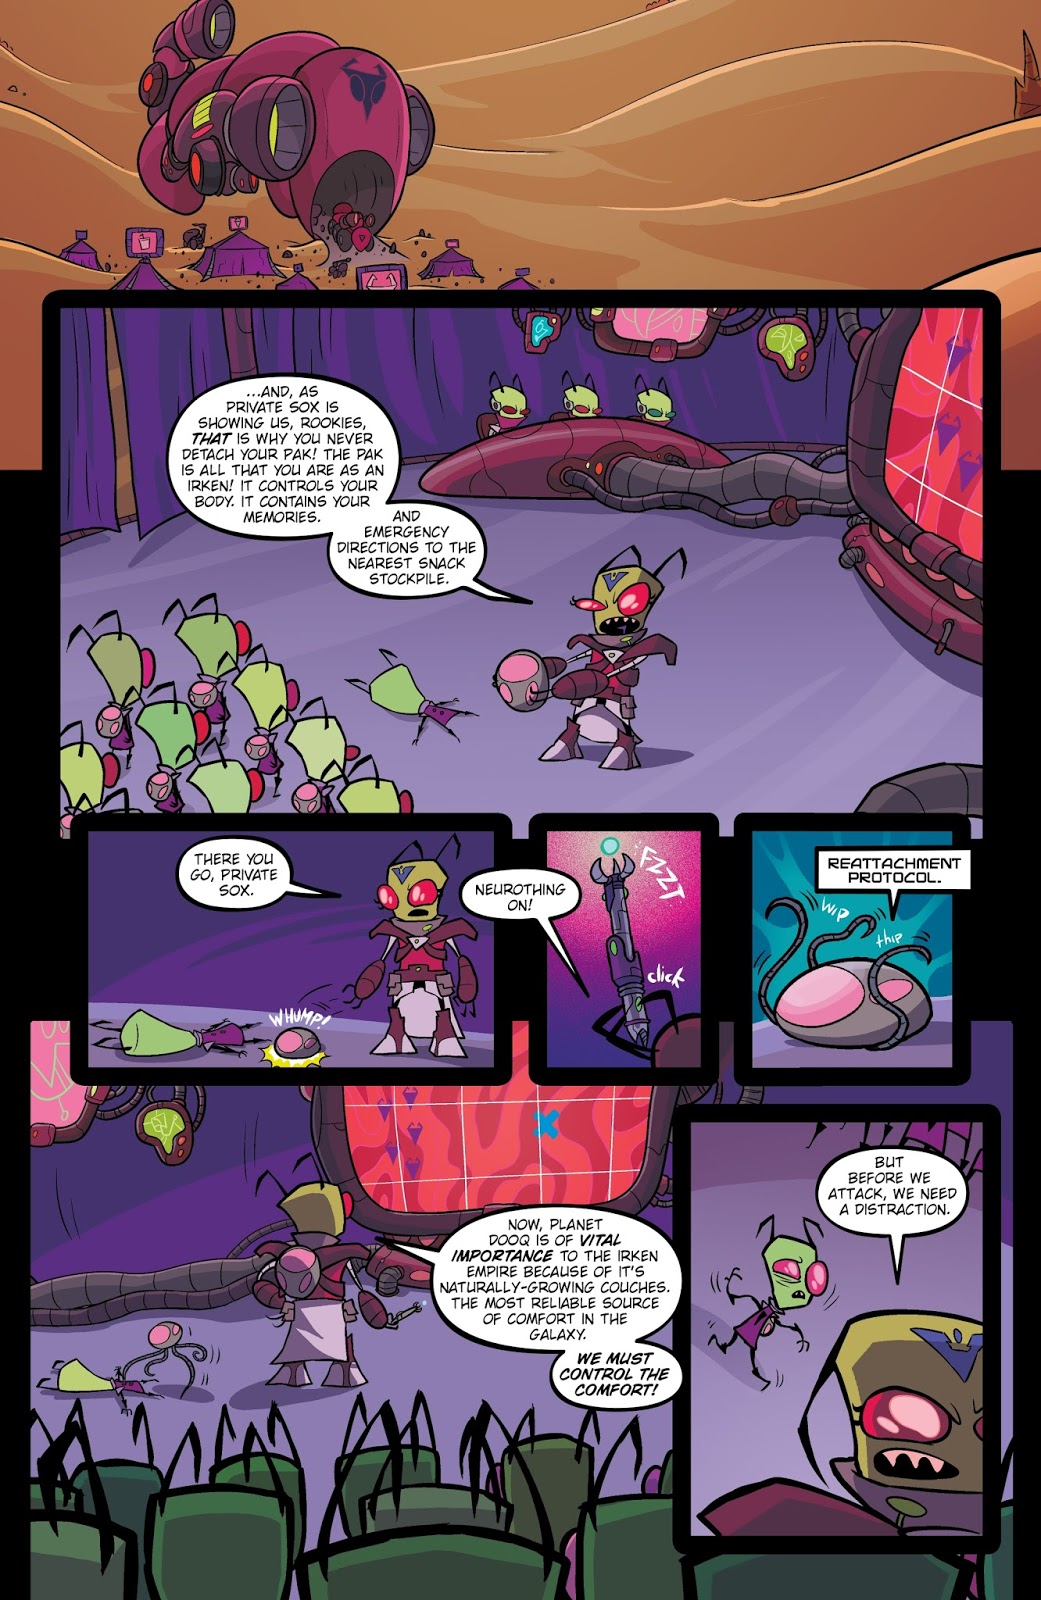 ...AND, AS
PRIVATE SOX IS
SHOWING US, ROOKIES,
THAT IS WHY YOU NEVER
DETACH YOUR PAK! THE PAK
IS ALL THAT YOU ARE AS AN
IRKEN! IT CONTROLS YOUR
BODY. IT CONTAINS YOUR
MEMORIES.
AND
EMERGENCY
DIRECTIONS TO THE
NEAREST SNACK
STOCKPILE.
THERE YOU
GO, PRIVATE
SOX.
WHUMP!
NEUROTHING
ON!
FZZT
click
REATTACHMENT
PROTOCOL.
wip
thip
NOW, PLANET
DOOQ IS OF VITAL
IMPORTANCE TO THE IRKEN
EMPIRE BECAUSE OF IT'S
NATURALLY-GROWING COUCHES.
THE MOST RELIABLE SOURCE
OF COMFORT IN THE
GALAXY.
WE MUST
CONTROL THE
COMFORT!
BUT
BEFORE WE
ATTACK, WE NEED
A DISTRACTION.